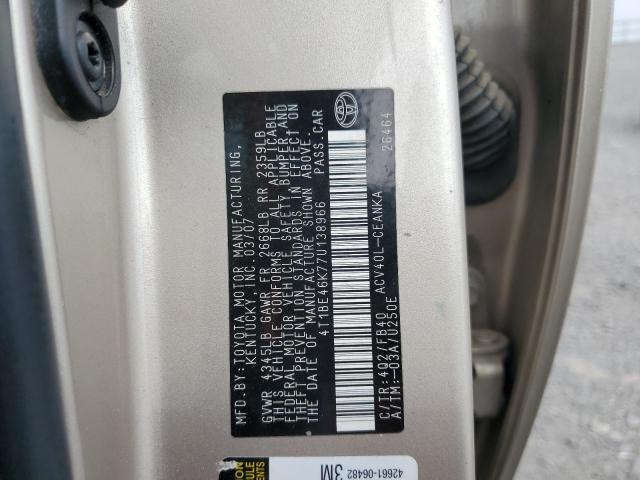 MFD.BY:TOYOTA MOTOR MANUFACTURING,
KENTUCKY, INC. 03/07
GVWR 4345LB GAWR FR 2668LB RR 2359LB
THIS VEHICLE CONFORMS TO ALL APPLICABLE
FEDERAL MOTOR VEHICLE SAFETY, BUMPER, AND
THEFT PREVENTION STANDARDS IN EFFECT ON
THE DATE OF MANUFACTURE SHOWN ABOVE.
4T1BE46K77U138966 PASS.CAR
C/TR:4Q2/FB40 ACV40L-CEANKA
A/TM:-03A/U250E 26464
42661-06482
3M